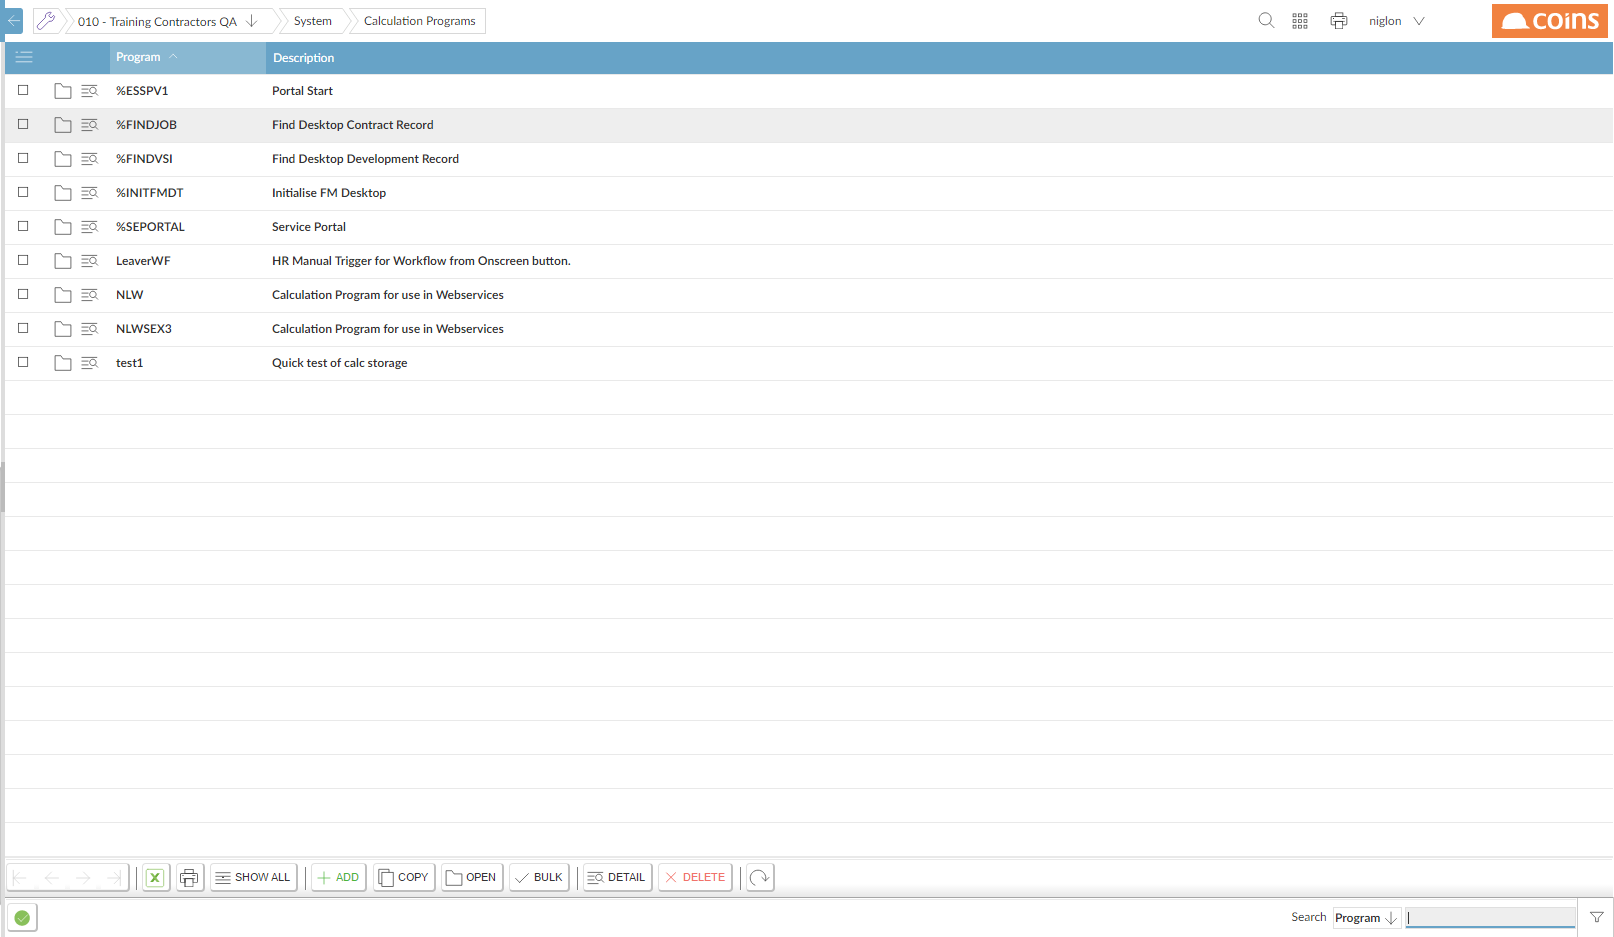 010 - Training Contractors QA System Calculation Programs niglon coins
Program Description
%ESSPV1 Portal Start
%FINDJOB Find Desktop Contract Record
%FINDVSI Find Desktop Development Record
%INITFMDT Initialise FM Desktop
%SEPORTAL Service Portal
LeaverWF HR Manual Trigger for Workflow from Onscreen button.
NLW Calculation Program for use in Webservices
NLWSEX3 Calculation Program for use in Webservices
test1 Quick test of calc storage
X SHOW ALL ADD COPY OPEN BULK DETAIL DELETE
Search Program